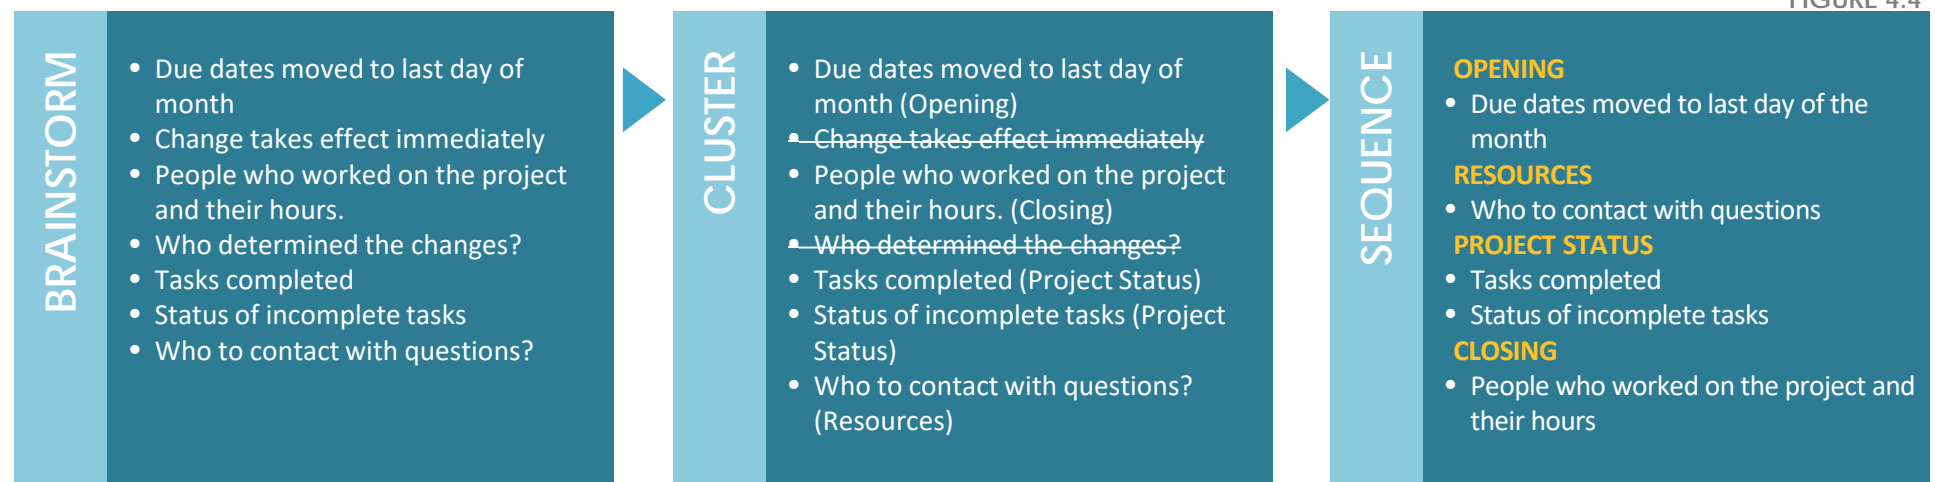 FIGURE 4.4
BRAINSTORM
• Due dates moved to last day of
month
• Change takes effect immediately
• People who worked on the project
and their hours.
• Who determined the changes?
• Tasks completed
• Status of incomplete tasks
• Who to contact with questions?
CLUSTER
• Due dates moved to last day of
month (Opening)
• Change takes effect immediately
• People who worked on the project
and their hours. (Closing)
• Who determined the changes?
• Tasks completed (Project Status)
• Status of incomplete tasks (Project
Status)
• Who to contact with questions?
(Resources)
SEQUENCE
OPENING
• Due dates moved to last day of the
month
RESOURCES
• Who to contact with questions
PROJECT STATUS
• Tasks completed
• Status of incomplete tasks
CLOSING
• People who worked on the project and
their hours